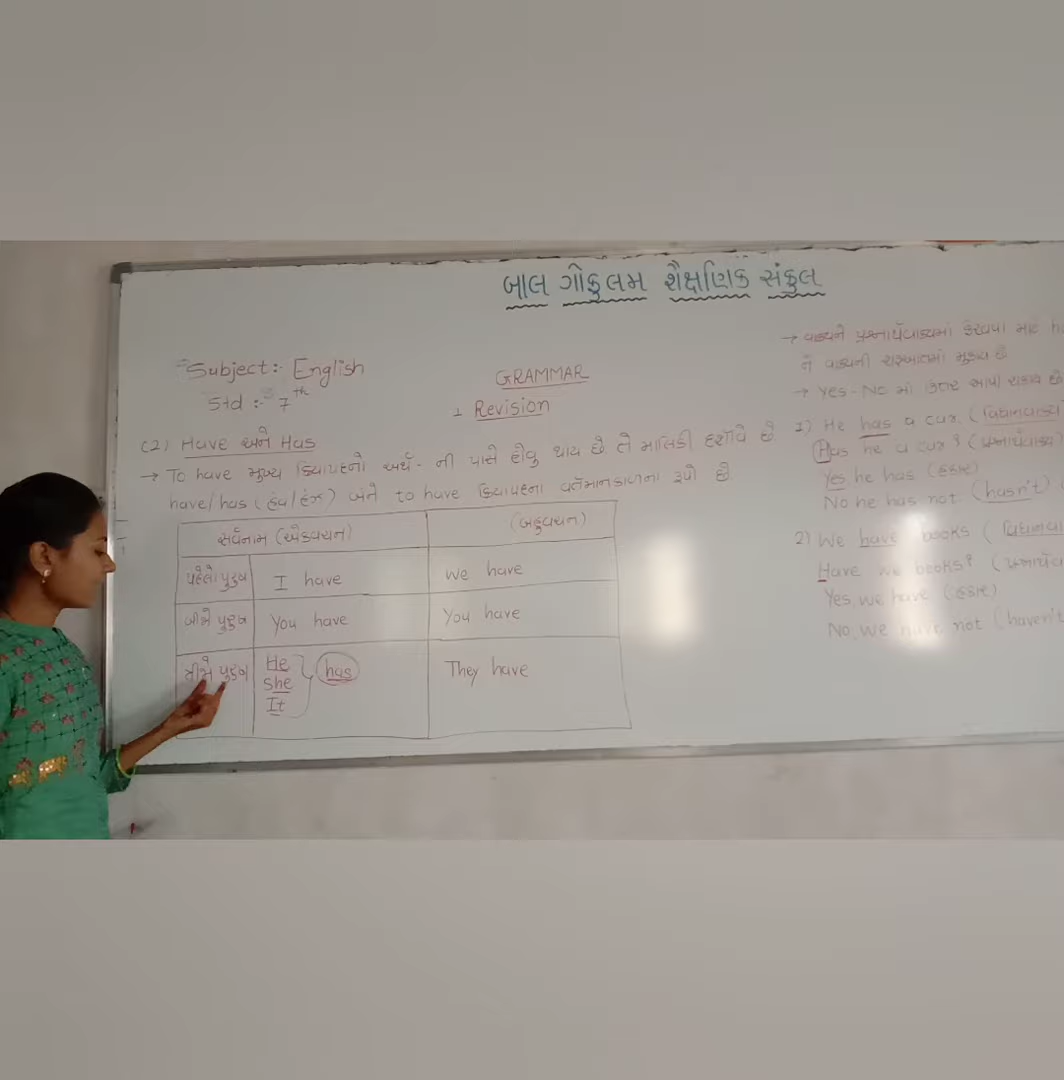 બાલ ગોકુલમ શૈક્ષણિક સંકુલ
Subject:- English
Std :- 7th
GRAMMAR
Revision
(2) Have અને Has
→ To have મુખ્ય ક્રિયાપદનો અર્થ - ની પાસે હોવુ થાય છે તે માલિકી દર્શાવે છે
have/has (હેવ/હેઝ) બંને to have ક્રિયાપદના વર્તમાનકાળના રૂપો છે
સર્વનામ (એકવચન) (બહુવચન)
પહેલો પુરુષ I have We have
બીજો પુરુષ You have You have
ત્રીજો પુરુષ He She It has They have
→ વાક્યને પ્રશ્નાર્થવાક્યમાં ફેરવવા માટે
ને વાક્યની શરૂઆતમાં મુકાય છે
→ Yes - No માં ઉત્તર આપી શકાય છે
1) He has a car. (વિધાનવાક્ય)
Has he a car? (પ્રશ્નાર્થવાક્ય)
Yes he has (હકાર)
No he has not (hasn't)
2) We have books (
Have we books? (
Yes, we have (હકાર)
No, we have not (haven't